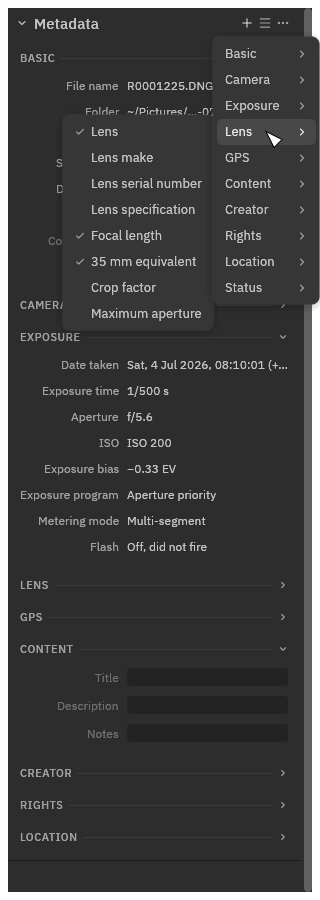 Metadata
BASIC
File name R0001225.DNG
Folder ~/Pictures/…-07
Basic
Camera
Exposure
Lens
GPS
Content
Creator
Rights
Location
Status
Lens
Lens make
Lens serial number
Lens specification
Focal length
35 mm equivalent
Crop factor
Maximum aperture
EXPOSURE
Date taken Sat, 4 Jul 2026, 08:10:01 (+…
Exposure time 1/500 s
Aperture f/5.6
ISO ISO 200
Exposure bias −0.33 EV
Exposure program Aperture priority
Metering mode Multi-segment
Flash Off, did not fire
LENS
GPS
CONTENT
Title
Description
Notes
CREATOR
RIGHTS
LOCATION